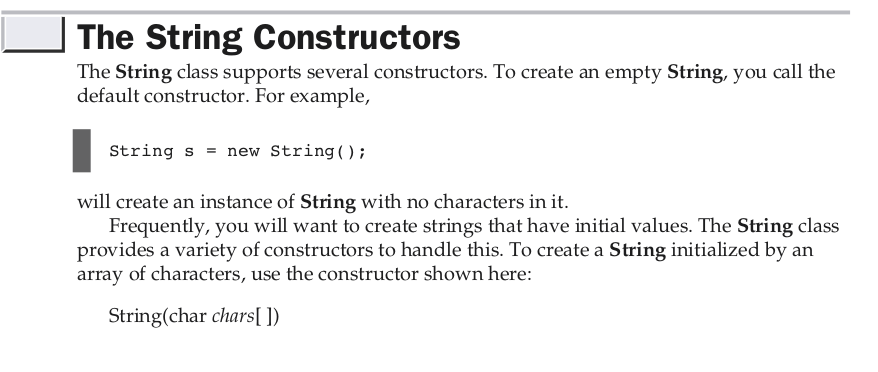 The String Constructors
The String class supports several constructors. To create an empty String, you call the
default constructor. For example,
String s = new String();
will create an instance of String with no characters in it.
Frequently, you will want to create strings that have initial values. The String class
provides a variety of constructors to handle this. To create a String initialized by an
array of characters, use the constructor shown here:
String(char chars[ ])